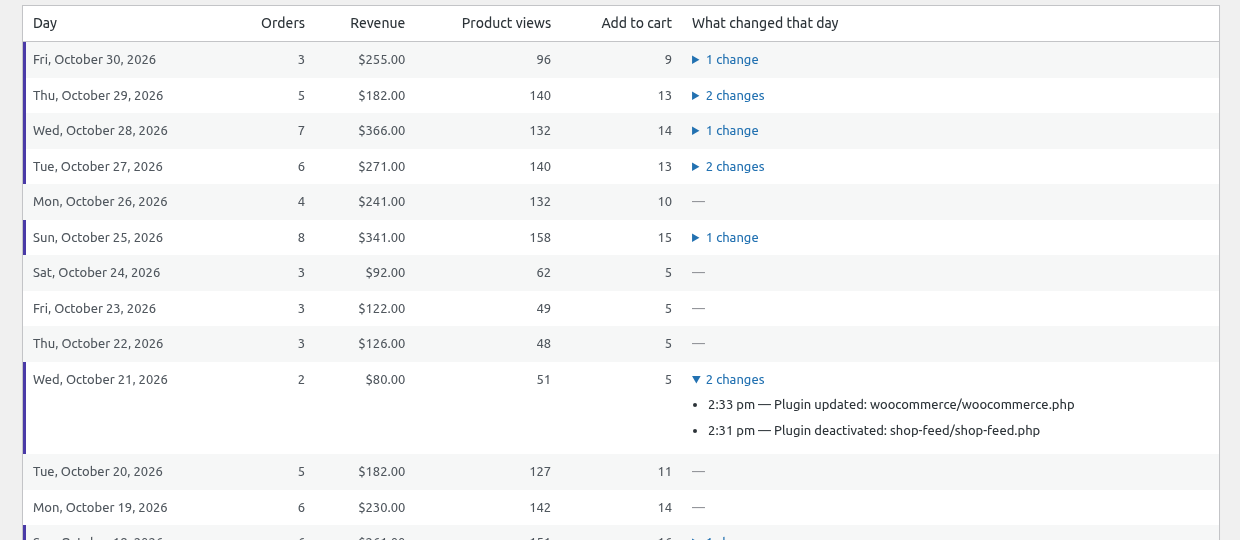 Day Orders Revenue Product views Add to cart What changed that day
Fri, October 30, 2026 3 $255.00 96 9 ▶ 1 change
Thu, October 29, 2026 5 $182.00 140 13 ▶ 2 changes
Wed, October 28, 2026 7 $366.00 132 14 ▶ 1 change
Tue, October 27, 2026 6 $271.00 140 13 ▶ 2 changes
Mon, October 26, 2026 4 $241.00 132 10 —
Sun, October 25, 2026 8 $341.00 158 15 ▶ 1 change
Sat, October 24, 2026 3 $92.00 62 5 —
Fri, October 23, 2026 3 $122.00 49 5 —
Thu, October 22, 2026 3 $126.00 48 5 —
Wed, October 21, 2026 2 $80.00 51 5 ▼ 2 changes
• 2:33 pm — Plugin updated: woocommerce/woocommerce.php
• 2:31 pm — Plugin deactivated: shop-feed/shop-feed.php
Tue, October 20, 2026 5 $182.00 127 11 —
Mon, October 19, 2026 6 $230.00 142 14 —